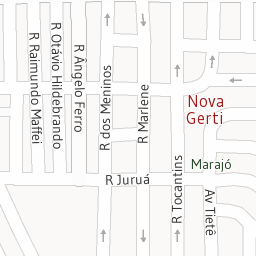 R Raimundo Maffei
R Otávio Hildebrando
R Ângelo Ferro
R dos Meninos
R Marlene
Nova
Gerti
Marajó
R Juruá
R Tocantins
Av Tietê